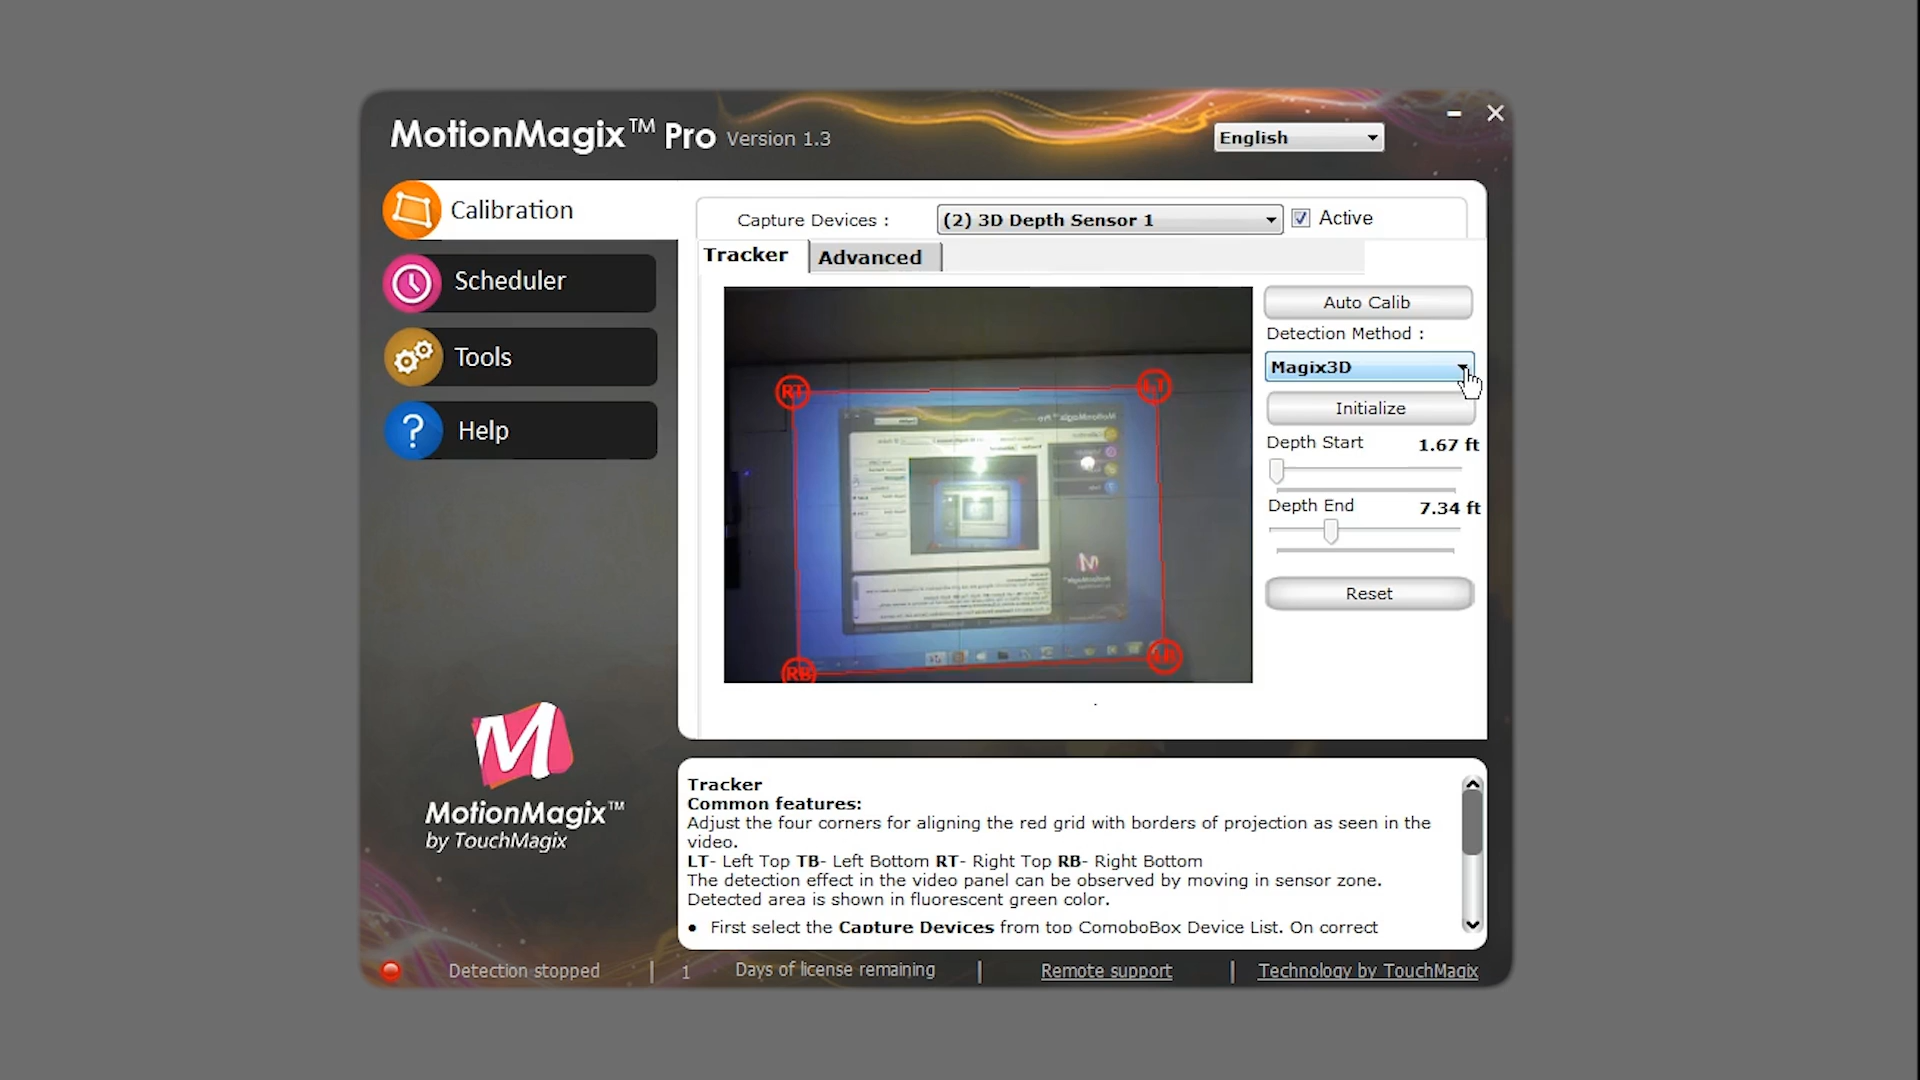 MotionMagix™ Pro Version 1.3
English
Calibration
Scheduler
Tools
Help
Capture Devices :
(2) 3D Depth Sensor 1
Active
Tracker
Advanced
RT
LT
RB
Auto Calib
Detection Method :
Magix3D
Initialize
Depth Start
1.67 ft
Depth End
7.34 ft
Reset
M
MotionMagix™
by TouchMagix
Tracker
Common features:
Adjust the four corners for aligning the red grid with borders of projection as seen in the
video.
LT- Left Top TB- Left Bottom RT- Right Top RB- Right Bottom
The detection effect in the video panel can be observed by moving in sensor zone.
Detected area is shown in fluorescent green color.
• First select the Capture Devices from top ComoboBox Device List. On correct
Detection stopped | 1 Days of license remaining | Remote support | Technology by TouchMagix